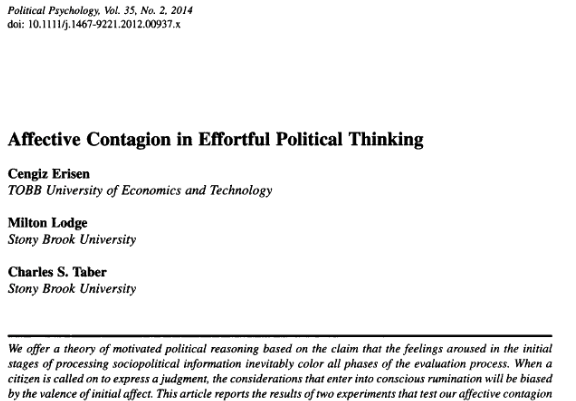 Political Psychology, Vol. 35, No. 2, 2014
doi: 10.1111/j.1467-9221.2012.00937.x
Affective Contagion in Effortful Political Thinking
Cengiz Erisen
TOBB University of Economics and Technology
Milton Lodge
Stony Brook University
Charles S. Taber
Stony Brook University
We offer a theory of motivated political reasoning based on the claim that the feelings aroused in the initial
stages of processing sociopolitical information inevitably color all phases of the evaluation process. When a
citizen is called on to express a judgment, the considerations that enter into conscious rumination will be biased
by the valence of initial affect. This article reports the results of two experiments that test our affective contagion